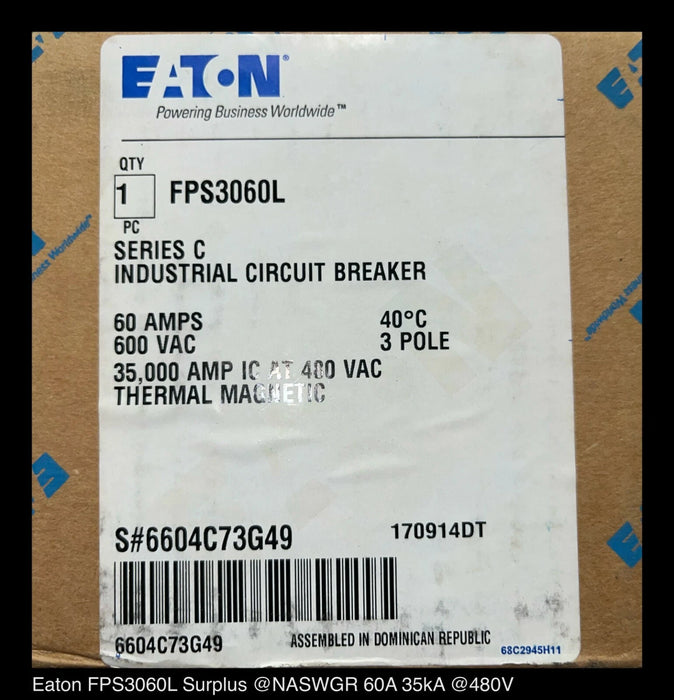 EATON®
Powering Business Worldwide™
QTY
1 FPS3060L
PC
SERIES C
INDUSTRIAL CIRCUIT BREAKER
60 AMPS 40°C
600 VAC 3 POLE
35,000 AMP IC AT 480 VAC
THERMAL MAGNETIC
S#6604C73G49 170914DT
6604C73G49 ASSEMBLED IN DOMINICAN REPUBLIC 68C2945H11
ness Worldwide™
Eaton FPS3060L Surplus @NASWGR 60A 35kA @480V